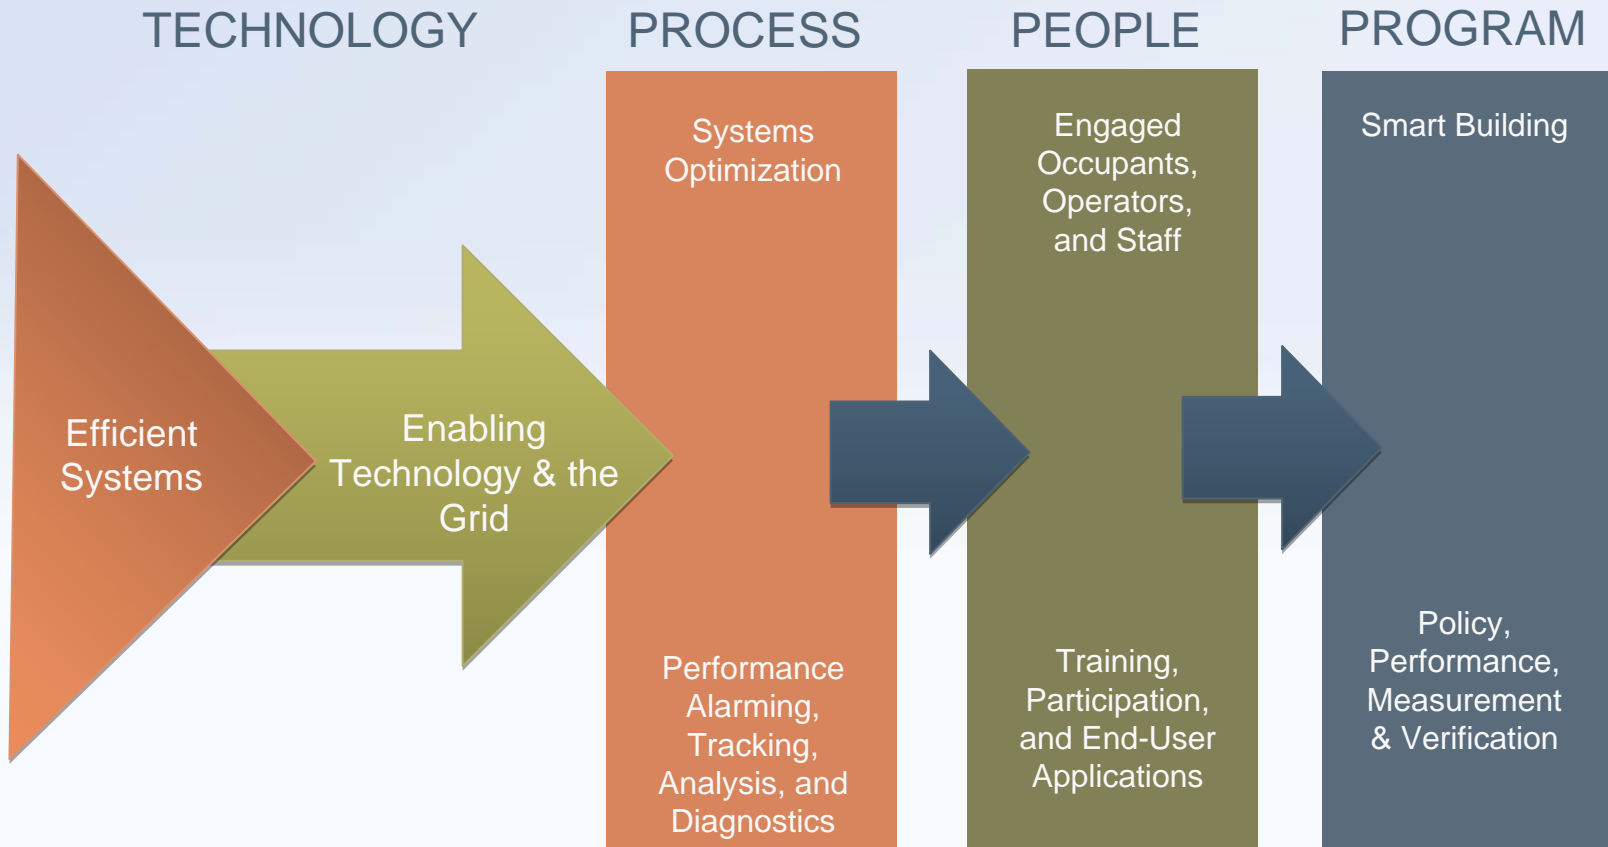 TECHNOLOGY
PROCESS
PEOPLE
PROGRAM
Efficient
Systems
Enabling
Technology & the
Grid
Systems
Optimization
Performance
Alarming,
Tracking,
Analysis, and
Diagnostics
Engaged
Occupants,
Operators,
and Staff
Training,
Participation,
and End-User
Applications
Smart Building
Policy,
Performance,
Measurement
& Verification